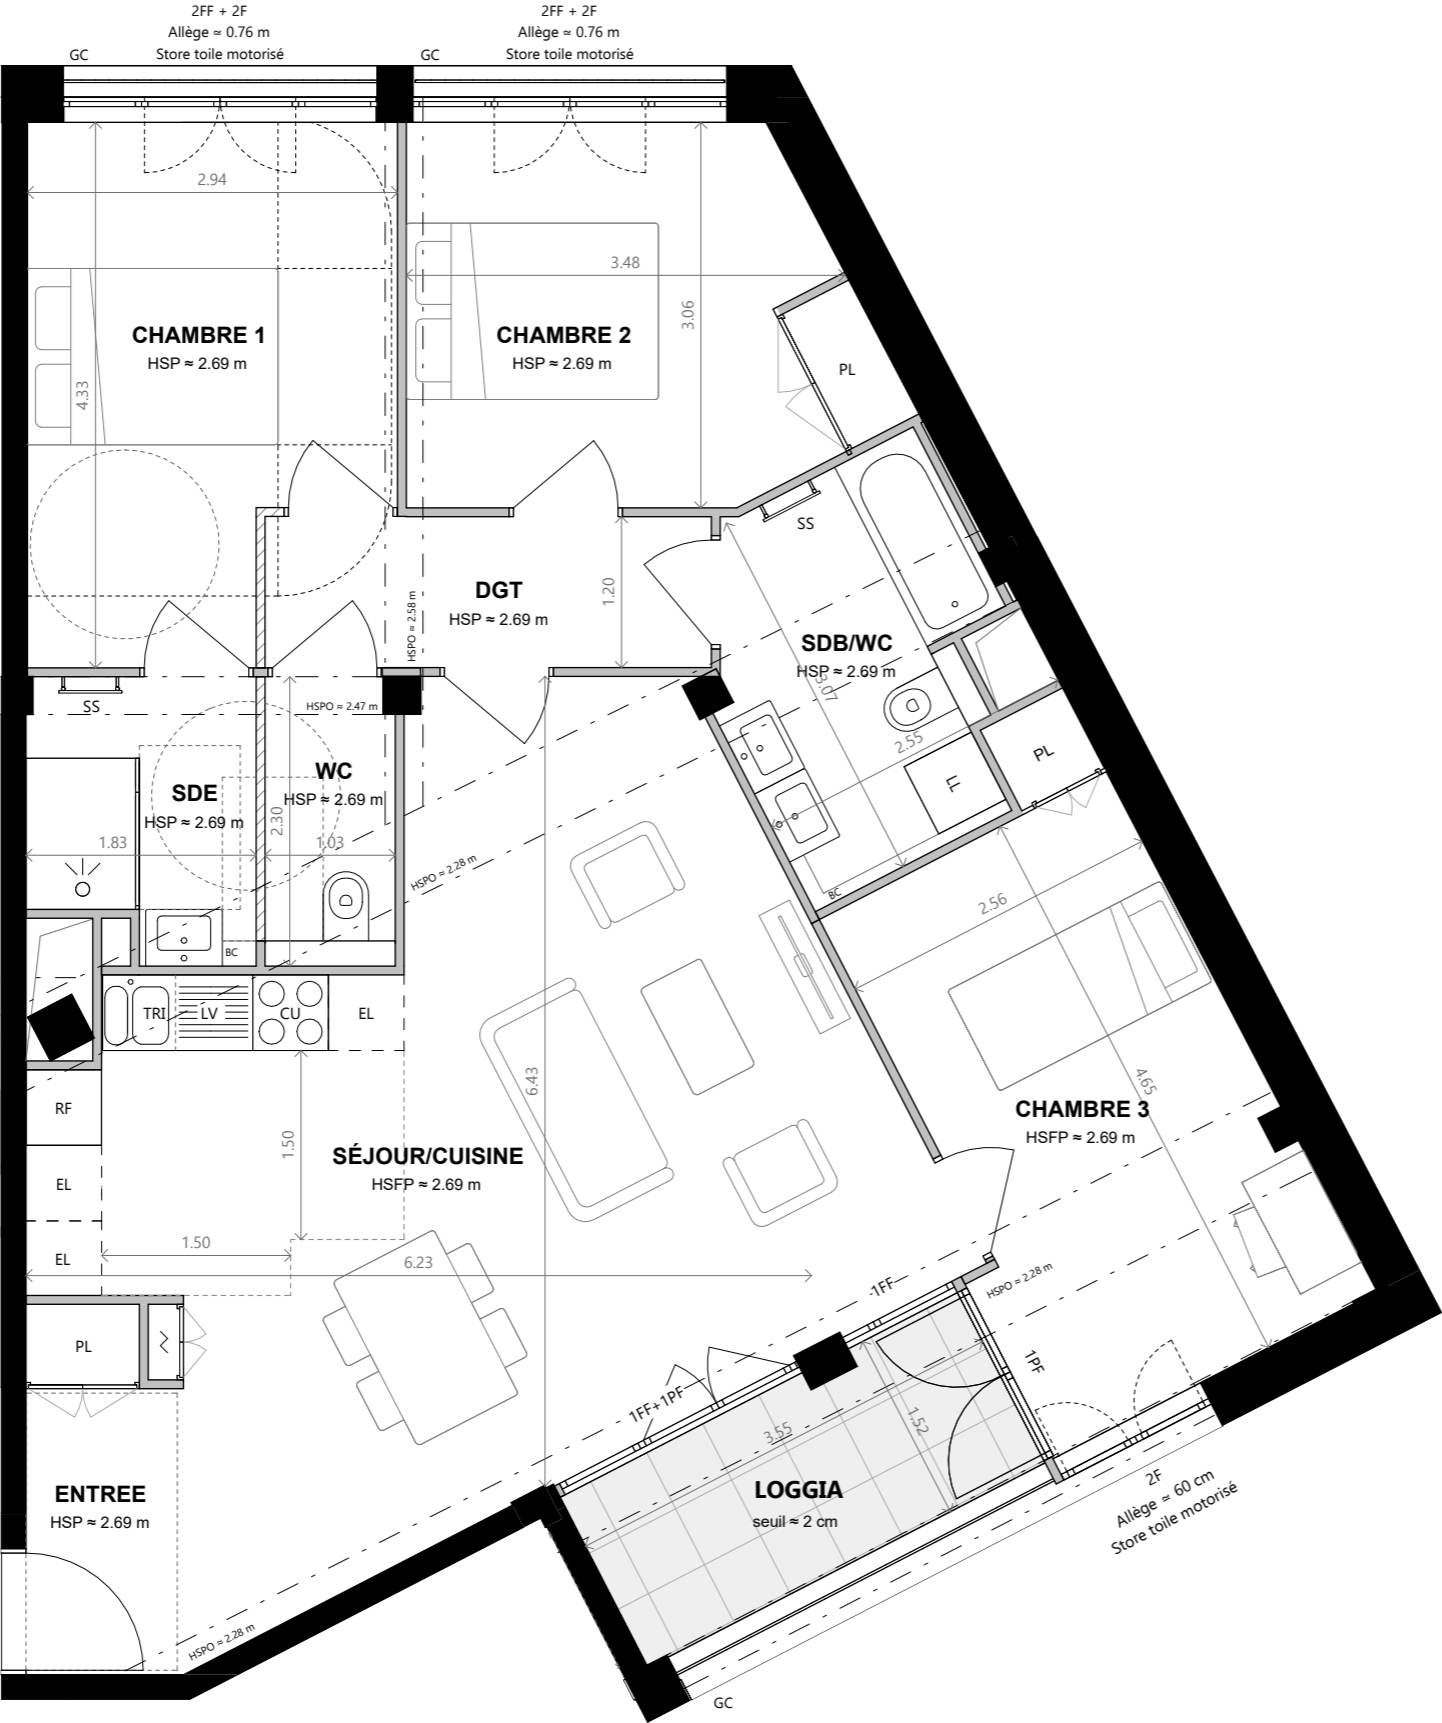 2FF + 2F
Allège ≃ 0.76 m
GC
Store toile motorisé
2FF + 2F
Allège ≃ 0.76 m
GC
Store toile motorisé
2.94
3.48
3.06
4.33
CHAMBRE 1
HSP ≃ 2.69 m
CHAMBRE 2
HSP ≃ 2.69 m
PL
SS
DGT
HSP ≃ 2.69 m
1.20
HSPO ≃ 2.58 m
SDB/WC
HSP ≃ 2.69 m
3.07
2.55
LL
PL
BC
SS
HSPO ≃ 2.47 m
WC
HSP ≃ 2.69 m
SDE
HSP ≃ 2.69 m
2.30
1.83
1.03
BC
HSPO ≃ 2.28 m
TRI
LV
CU
EL
RF
EL
EL
1.50
1.50
6.43
6.23
SÉJOUR/CUISINE
HSFP ≃ 2.69 m
2.56
4.65
CHAMBRE 3
HSFP ≃ 2.69 m
HSPO ≃ 2.28 m
1FF
1FF+1PF
1PF
PL
ENTREE
HSP ≃ 2.69 m
HSPO ≃ 2.28 m
3.55
1.52
LOGGIA
seuil ≃ 2 cm
2F
Allège ≃ 60 cm
Store toile motorisé
GC